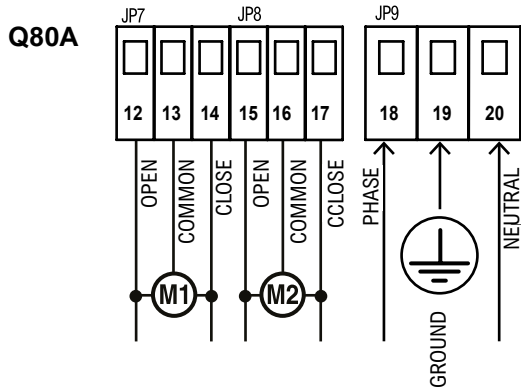 JP7 JP8 JP9
Q80A
12 13 14 15 16 17 18 19 20
OPEN
COMMON
CLOSE
OPEN
COMMON
CCLOSE
PHASE
GROUND
NEUTRAL
M1 M2